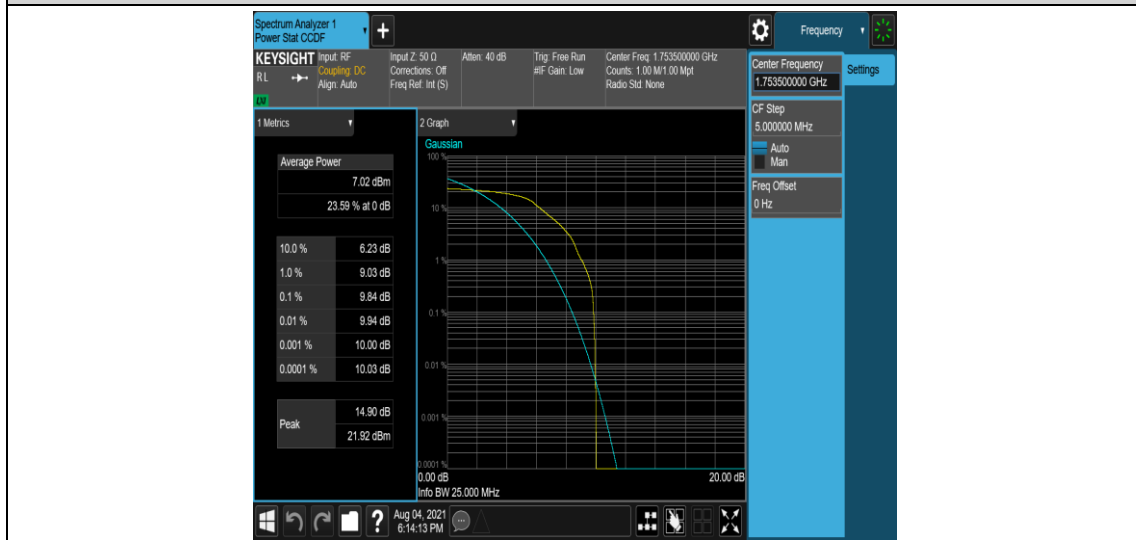 Spectrum Analyzer 1
Power Stat CCDF
+
Frequency
KEYSIGHT
RL
LXI
Input: RF
Coupling: DC
Align: Auto
Input Z: 50 Ω
Corrections: Off
Freq Ref: Int (S)
Atten: 40 dB
Trig: Free Run
#IF Gain: Low
Center Freq: 1.753500000 GHz
Counts: 1.00 M/1.00 Mpt
Radio Std: None
Center Frequency
1.753500000 GHz
Settings
CF Step
5.000000 MHz
Auto
Man
Freq Offset
0 Hz
1 Metrics
Average Power
7.02 dBm
23.59 % at 0 dB
10.0 % 6.23 dB
1.0 % 9.03 dB
0.1 % 9.84 dB
0.01 % 9.94 dB
0.001 % 10.00 dB
0.0001 % 10.03 dB
Peak
14.90 dB
21.92 dBm
2 Graph
Gaussian
100 %
10 %
1 %
0.1 %
0.01 %
0.001 %
0.0001 %
0.00 dB 20.00 dB
Info BW 25.000 MHz
?
Aug 04, 2021
6:14:13 PM